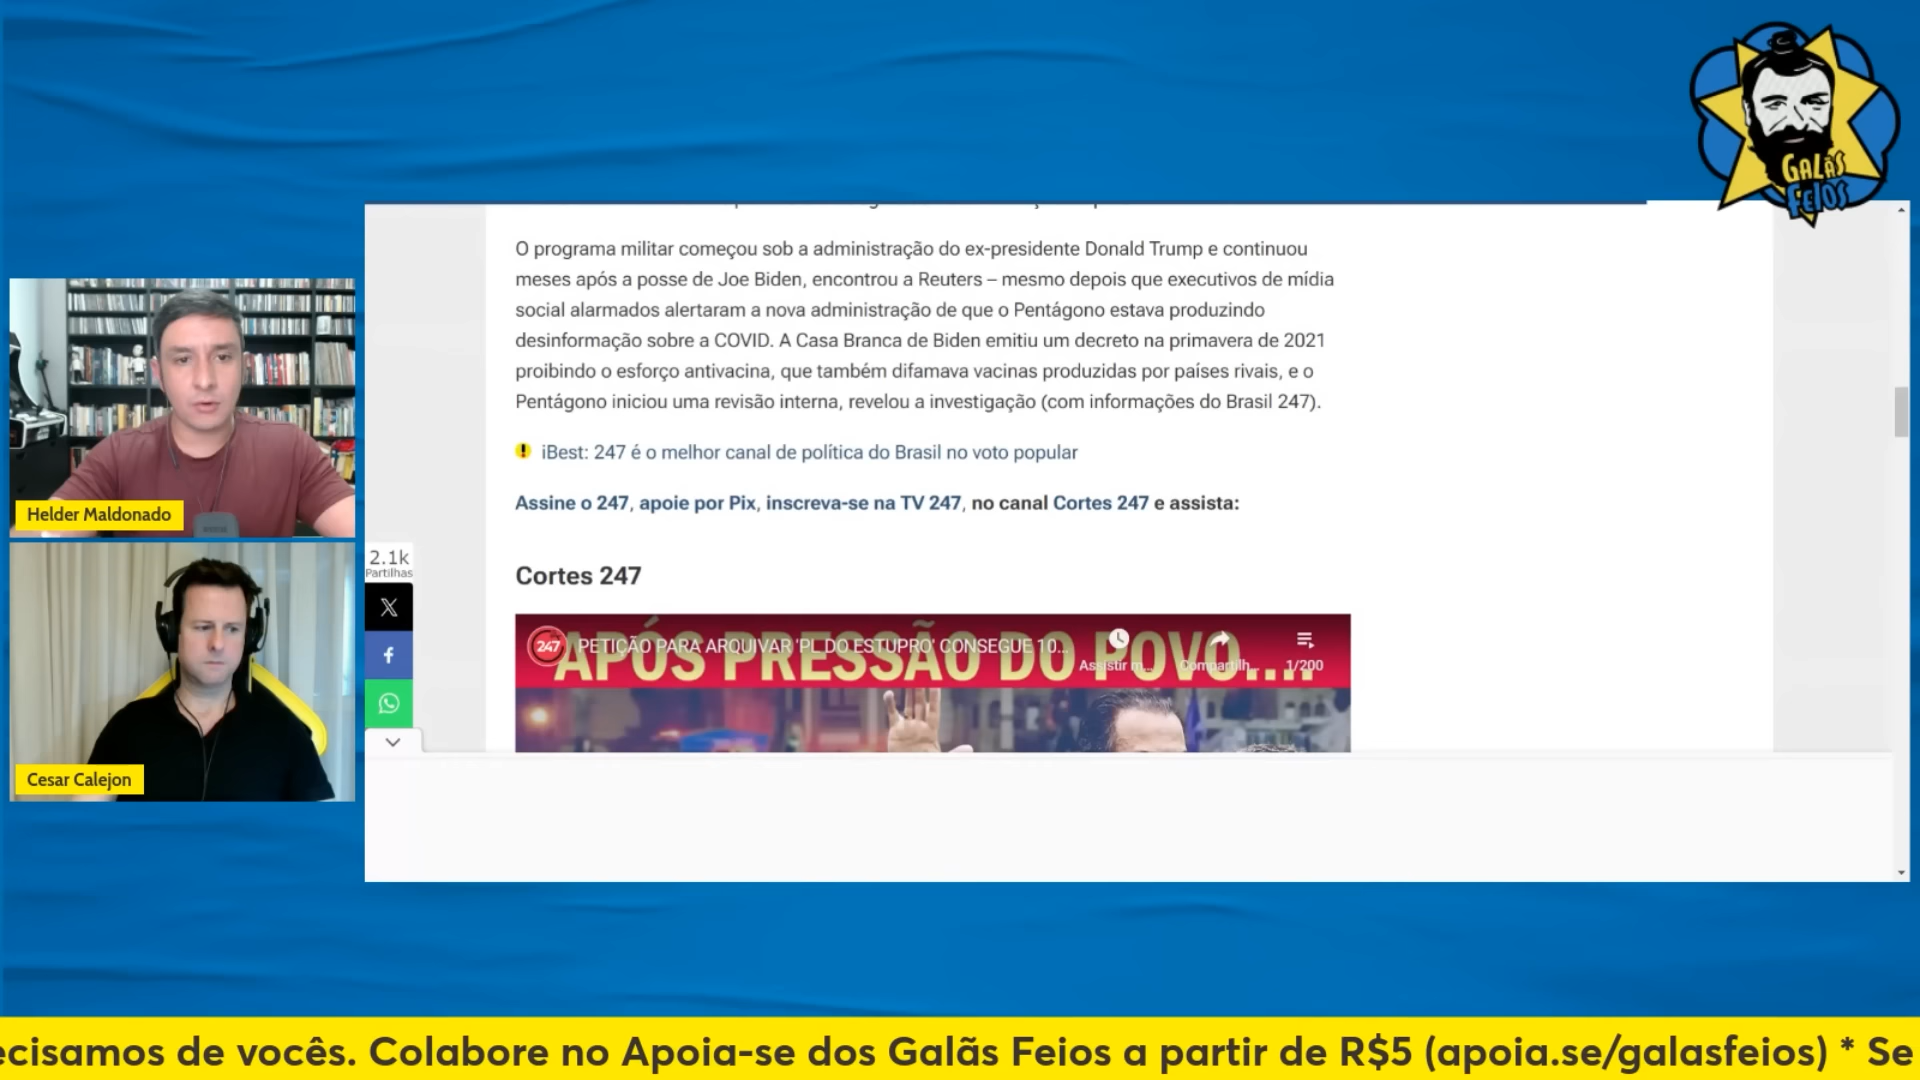 GALÃS
FEIOS
O programa militar começou sob a administração do ex-presidente Donald Trump e continuou
meses após a posse de Joe Biden, encontrou a Reuters – mesmo depois que executivos de mídia
social alarmados alertaram a nova administração de que o Pentágono estava produzindo
desinformação sobre a COVID. A Casa Branca de Biden emitiu um decreto na primavera de 2021
proibindo o esforço antivacina, que também difamava vacinas produzidas por países rivais, e o
Pentágono iniciou uma revisão interna, revelou a investigação (com informações do Brasil 247).
iBest: 247 é o melhor canal de política do Brasil no voto popular
Assine o 247, apoie por Pix, inscreva-se na TV 247, no canal Cortes 247 e assista:
Helder Maldonado
2.1k
Partilhas
Cortes 247
247
PETIÇÃO PARA ARQUIVAR 'PL DO ESTUPRO' CONSEGUE 10...
APÓS PRESSÃO DO POVO...
Assistir m...
Compartilh...
1/200
Cesar Calejon
ecisamos de vocês. Colabore no Apoia-se dos Galãs Feios a partir de R$5 (apoia.se/galasfeios) * Se